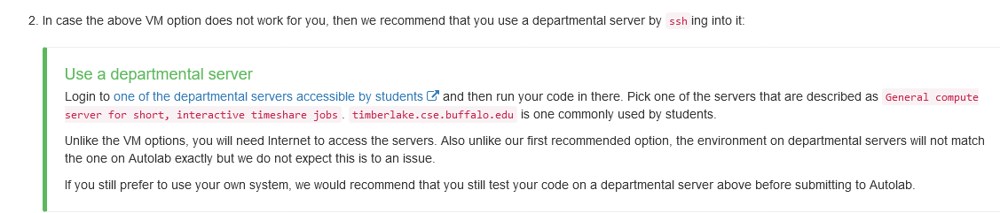 2. In case the above VM option does not work for you, then we recommend that you use a departmental server by ssh ing into it:
Use a departmental server
Login to one of the departmental servers accessible by students and then run your code in there. Pick one of the servers that are described as General compute
server for short, interactive timeshare jobs . timberlake.cse.buffalo.edu is one commonly used by students.
Unlike the VM options, you will need Internet to access the servers. Also unlike our first recommended option, the environment on departmental servers will not match
the one on Autolab exactly but we do not expect this is to an issue.
If you still prefer to use your own system, we would recommend that you still test your code on a departmental server above before submitting to Autolab.